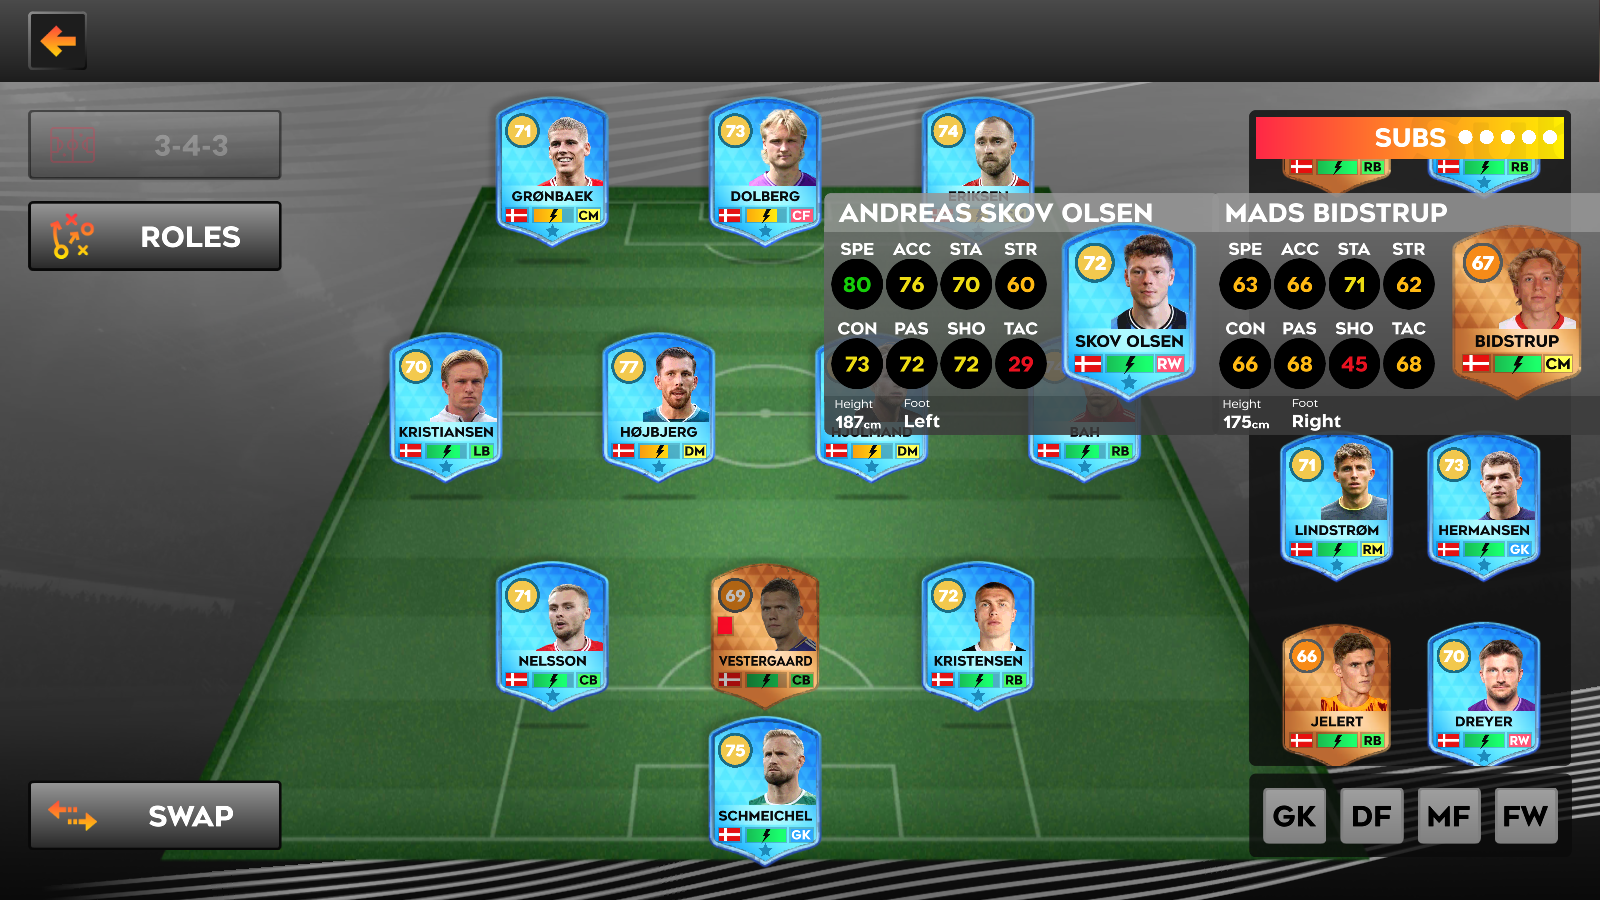 3-4-3
ROLES
SWAP
71
GRØNBAEK
CM
73
DOLBERG
CF
74
ERIKSEN
SUBS
RB
RB
ANDREAS SKOV OLSEN
SPE ACC STA STR
80 76 70 60
CON PAS SHO TAC
73 72 72 29
Height
187cm
Foot
Left
72
SKOV OLSEN
RW
MADS BIDSTRUP
SPE ACC STA STR
63 66 71 62
CON PAS SHO TAC
66 68 45 68
Height
175cm
Foot
Right
67
BIDSTRUP
CM
70
KRISTIANSEN
LB
77
HØJBJERG
DM
HJULMAND
DM
BAH
RB
71
LINDSTRØM
RM
73
HERMANSEN
GK
71
NELSSON
CB
69
VESTERGAARD
CB
72
KRISTENSEN
RB
66
JELERT
RB
70
DREYER
RW
75
SCHMEICHEL
GK
GK DF MF FW